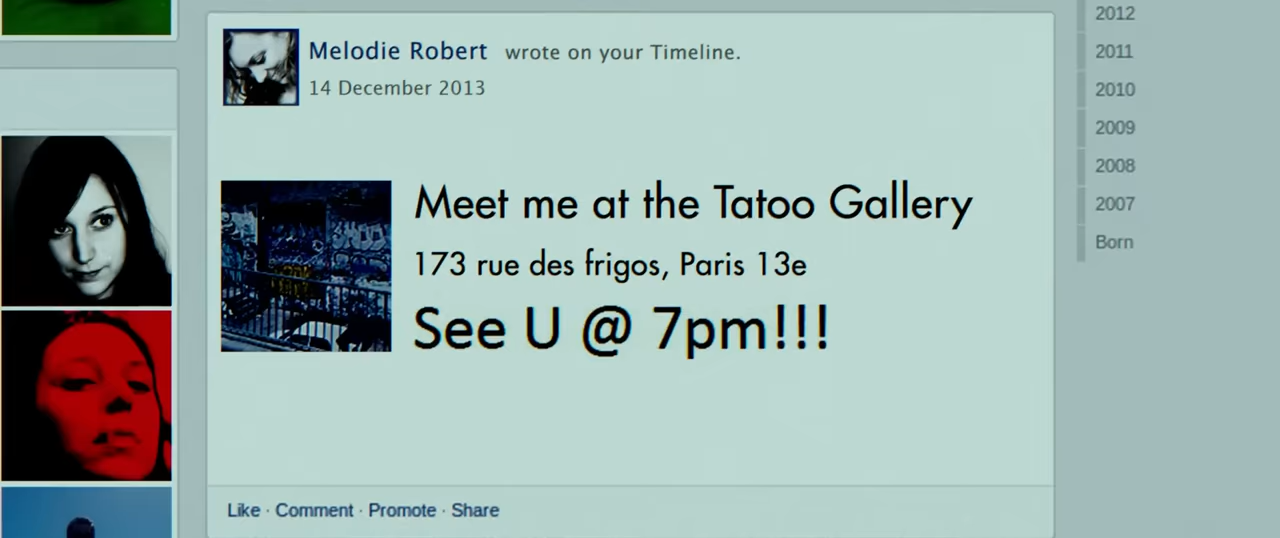 Melodie Robert wrote on your Timeline.
14 December 2013
Meet me at the Tatoo Gallery
173 rue des frigos, Paris 13e
See U @ 7pm!!!
Like · Comment · Promote · Share
2012
2011
2010
2009
2008
2007
Born